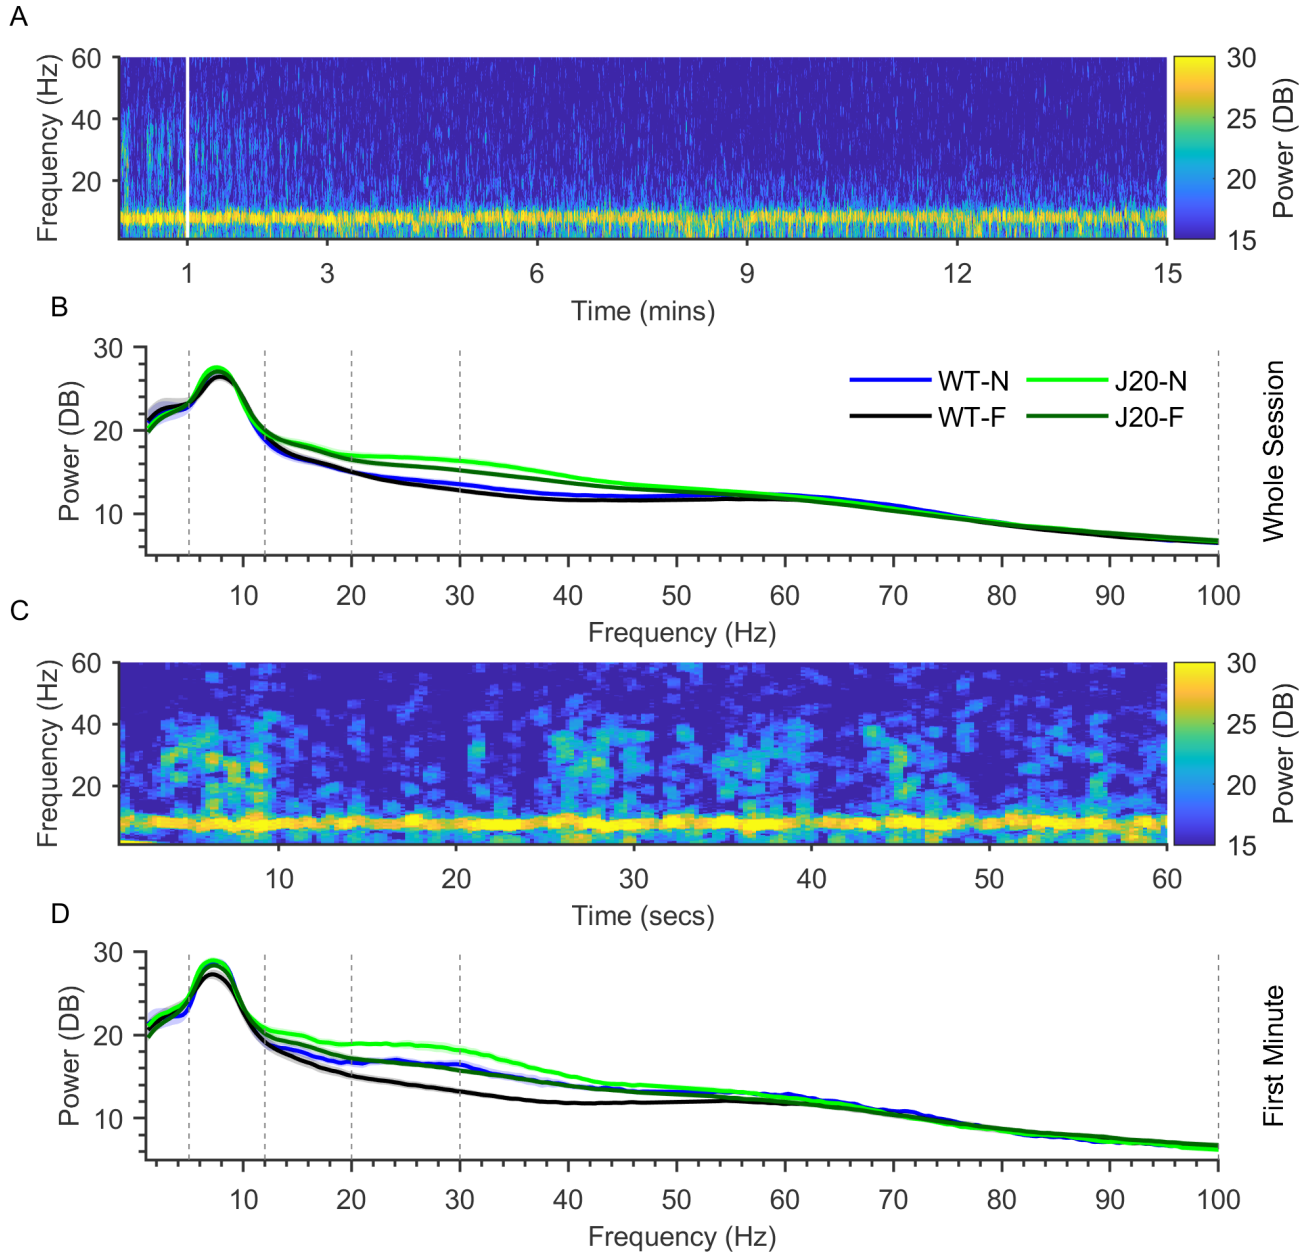 A
60
40
20
Frequency (Hz)
1 3 6 9 12 15
Time (mins)
30
25
20
15
Power (DB)
B
30
20
10
Power (DB)
WT-N J20-N
WT-F J20-F
Whole Session
10 20 30 40 50 60 70 80 90 100
Frequency (Hz)
C
60
40
20
Frequency (Hz)
10 20 30 40 50 60
Time (secs)
30
25
20
15
Power (DB)
D
30
20
10
Power (DB)
First Minute
10 20 30 40 50 60 70 80 90 100
Frequency (Hz)